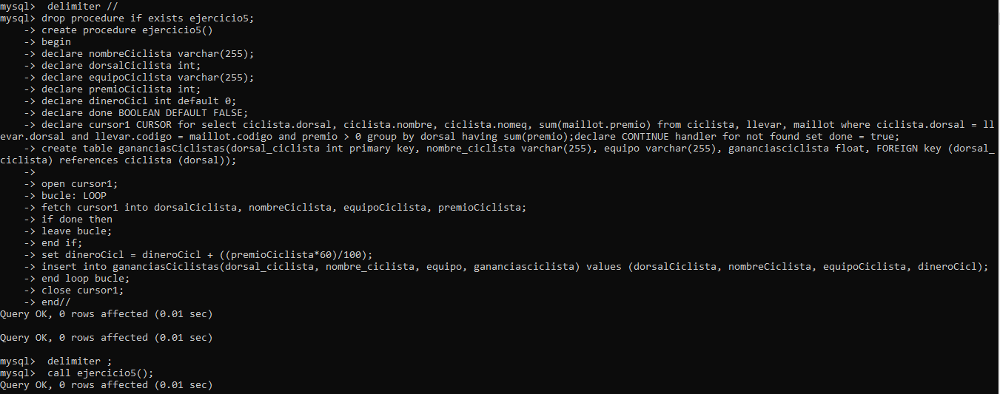 mysql>  delimiter //
mysql> drop procedure if exists ejercicio5;
    -> create procedure ejercicio5()
    -> begin
    -> declare nombreCiclista varchar(255);
    -> declare dorsalCiclista int;
    -> declare equipoCiclista varchar(255);
    -> declare premioCiclista int;
    -> declare dineroCicl int default 0;
    -> declare done BOOLEAN DEFAULT FALSE;
    -> declare cursor1 CURSOR for select ciclista.dorsal, ciclista.nombre, ciclista.nomeq, sum(maillot.premio) from ciclista, llevar, maillot where ciclista.dorsal = ll
evar.dorsal and llevar.codigo = maillot.codigo and premio > 0 group by dorsal having sum(premio);declare CONTINUE handler for not found set done = true;
    -> create table gananciasCiclistas(dorsal_ciclista int primary key, nombre_ciclista varchar(255), equipo varchar(255), gananciasciclista float, FOREIGN key (dorsal_
ciclista) references ciclista (dorsal));
    ->
    -> open cursor1;
    -> bucle: LOOP
    -> fetch cursor1 into dorsalCiclista, nombreCiclista, equipoCiclista, premioCiclista;
    -> if done then
    -> leave bucle;
    -> end if;
    -> set dineroCicl = dineroCicl + ((premioCiclista*60)/100);
    -> insert into gananciasCiclistas(dorsal_ciclista, nombre_ciclista, equipo, gananciasciclista) values (dorsalCiclista, nombreCiclista, equipoCiclista, dineroCicl);
    -> end loop bucle;
    -> close cursor1;
    -> end//
Query OK, 0 rows affected (0.01 sec)

Query OK, 0 rows affected (0.01 sec)

mysql>  delimiter ;
mysql>  call ejercicio5();
Query OK, 0 rows affected (0.01 sec)